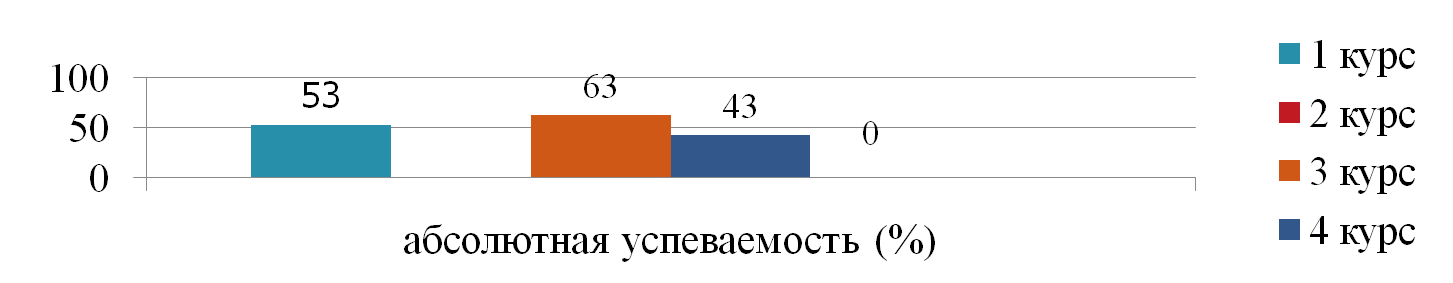 100
50
0
53
63
43
0
абсолютная успеваемость (%)
1 курс
2 курс
3 курс
4 курс